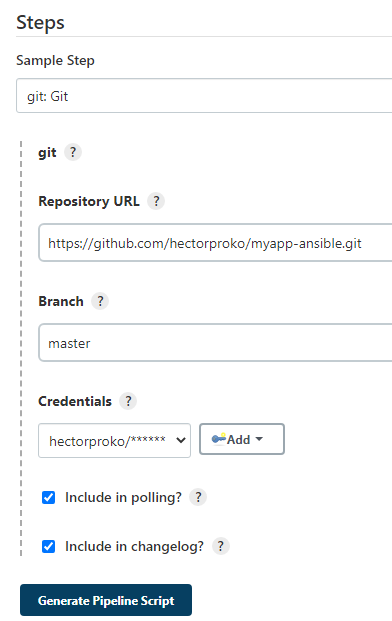 Steps
Sample Step
git: Git
git ?
Repository URL ?
https://github.com/hectorproko/myapp-ansible.git
Branch ?
master
Credentials ?
hectorproko/****** Add
Include in polling? ?
Include in changelog? ?
Generate Pipeline Script